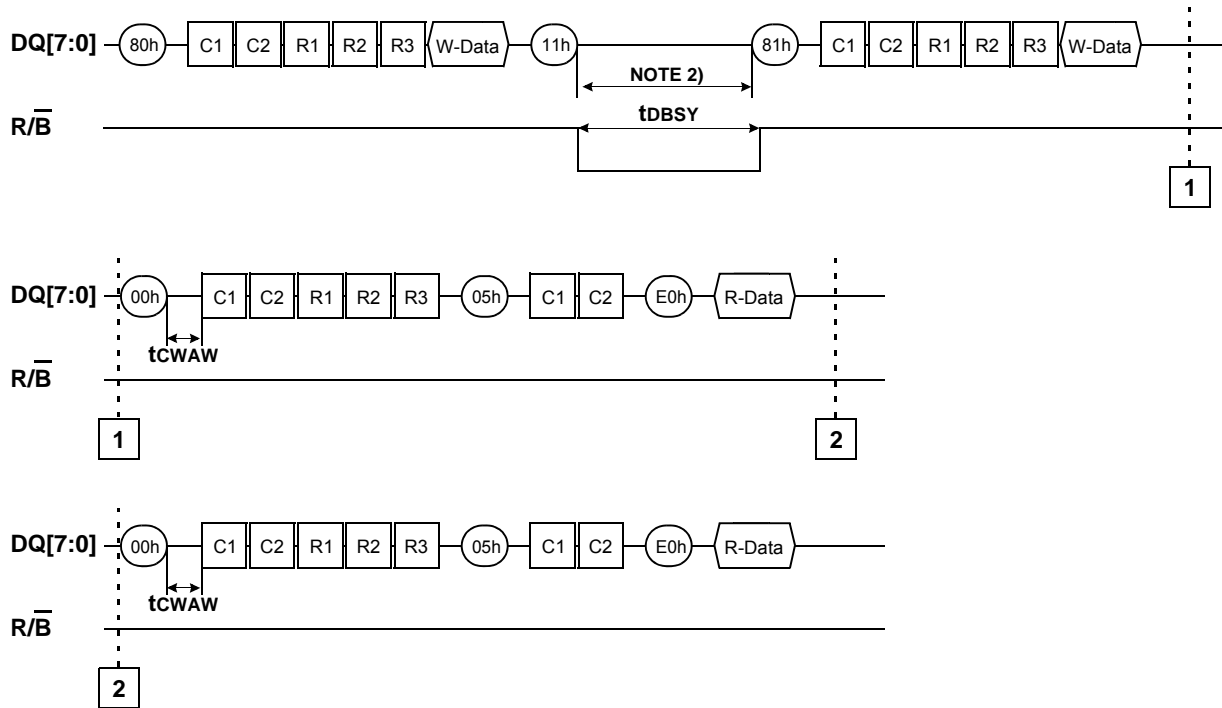 DQ[7:0] 80h C1 C2 R1 R2 R3 W-Data 11h 81h C1 C2 R1 R2 R3 W-Data
NOTE 2)
tDBSY
R/B̅
1
DQ[7:0] 00h C1 C2 R1 R2 R3 05h C1 C2 E0h R-Data
tCWAW
R/B̅
1 2
DQ[7:0] 00h C1 C2 R1 R2 R3 05h C1 C2 E0h R-Data
tCWAW
R/B̅
2